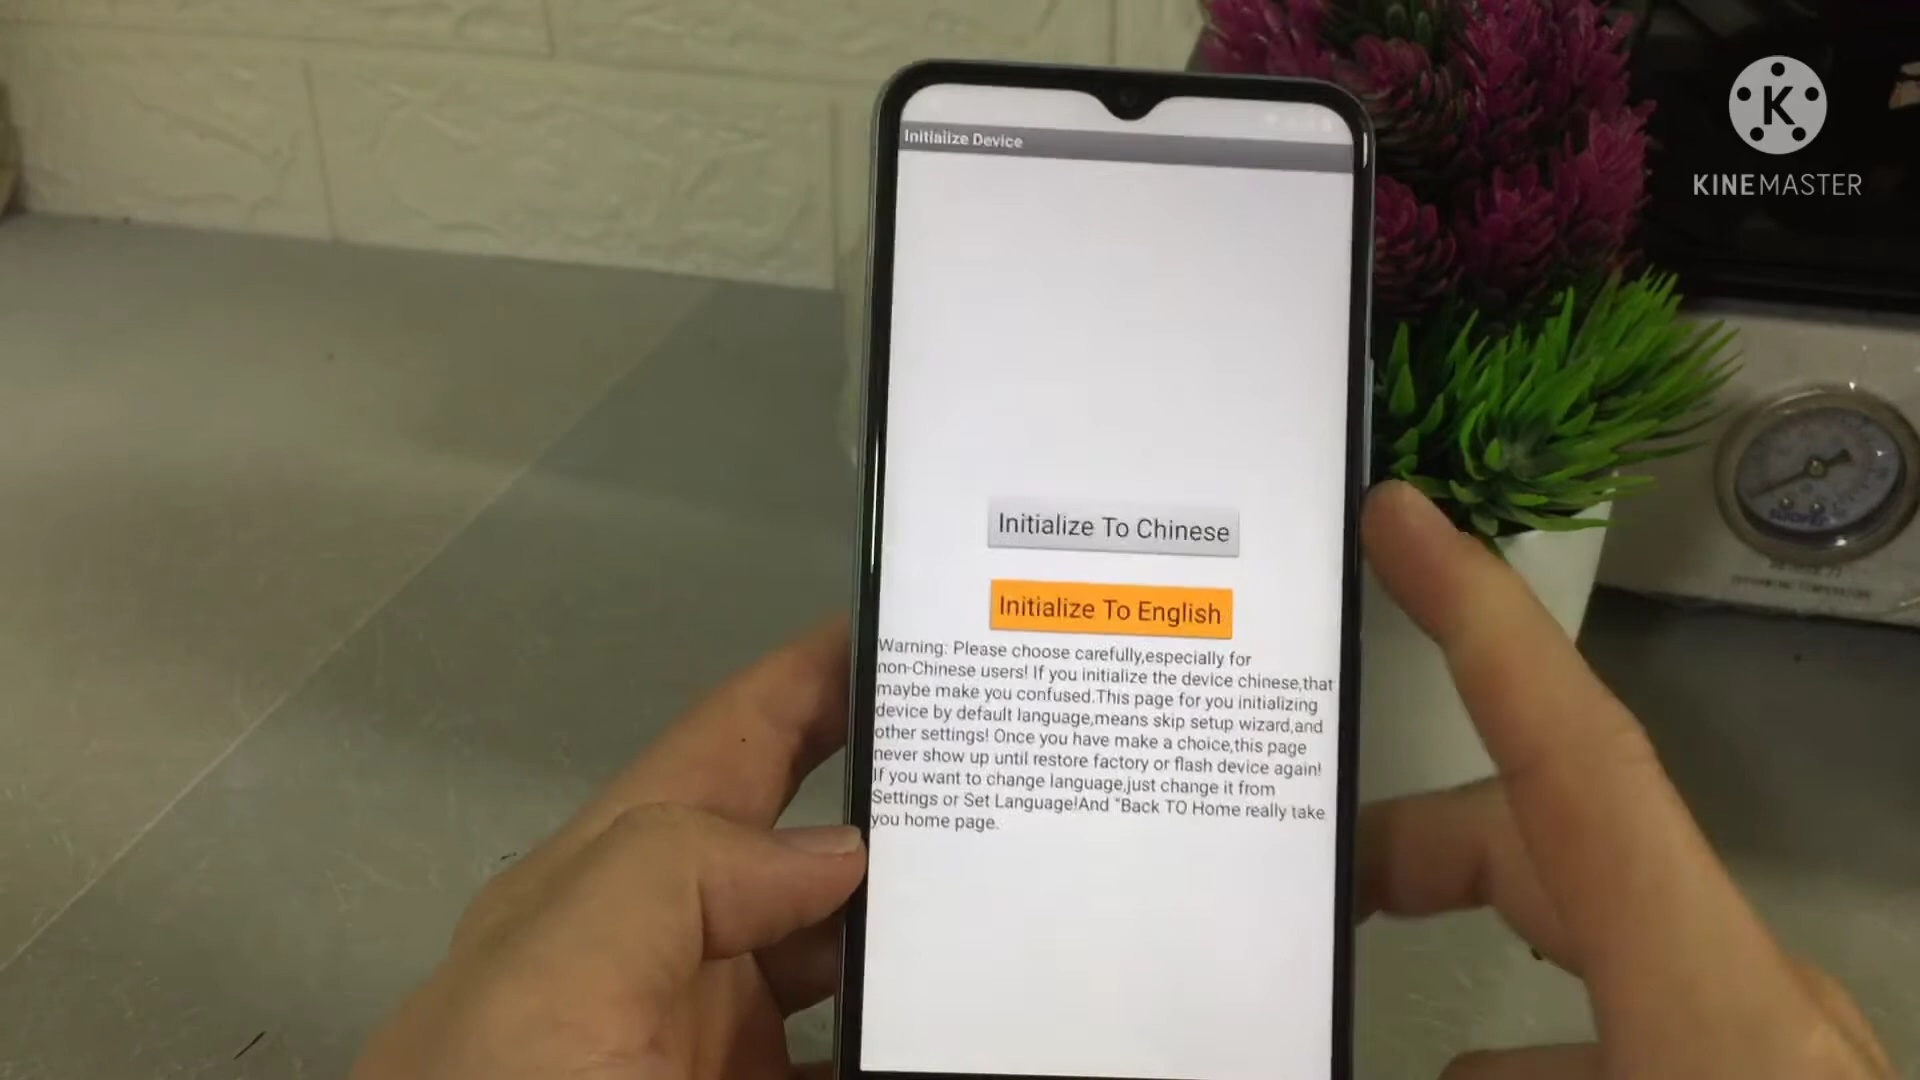 K
KINEMASTER
Initialize Device
Initialize To Chinese
Initialize To English
Warning: Please choose carefully,especially for
non-Chinese users! If you initialize the device chinese,that
maybe make you confused.This page for you initializing
device by default language,means skip setup wizard,and
other settings! Once you have make a choice,this page
never show up until restore factory or flash device again!
If you want to change language,just change it from
Settings or Set Language!And "Back TO Home really take
you home page.